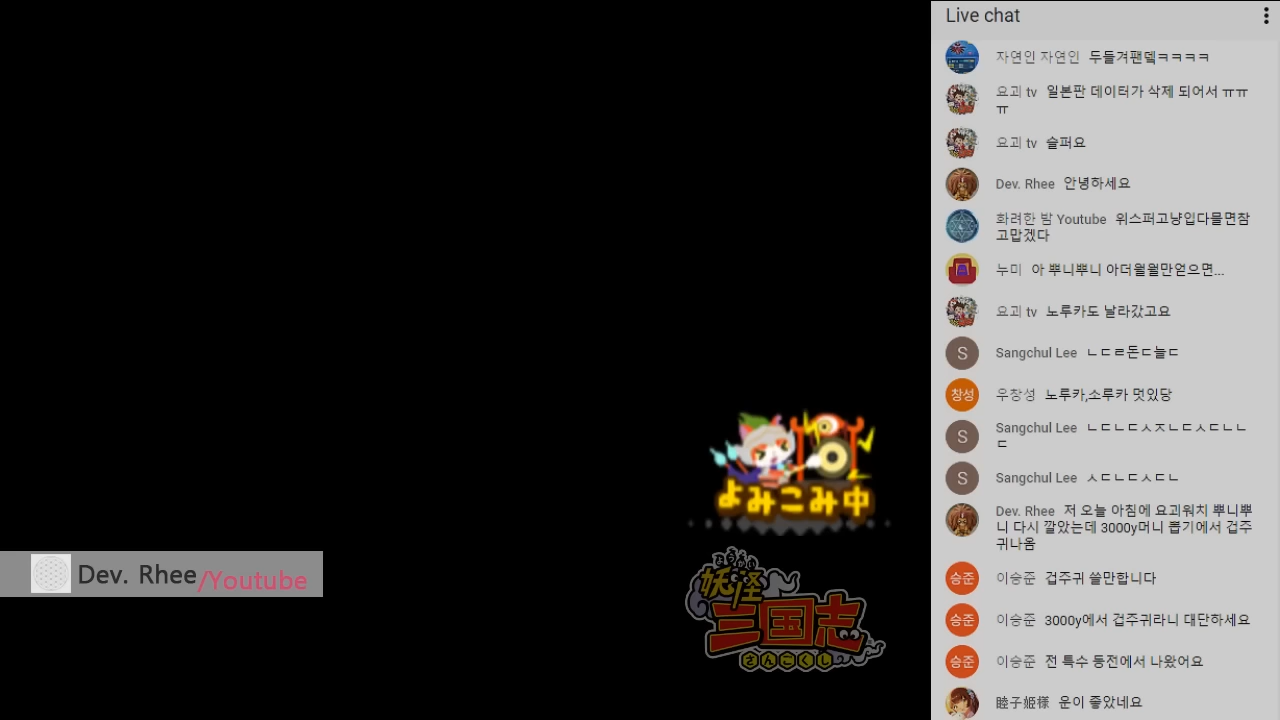 Live chat
자연인 자연인 두들겨팬뎈ㅋㅋㅋㅋ
요괴 tv 일본판 데이터가 삭제 되어서 ㅠㅠ
ㅠ
요괴 tv 슬퍼요
Dev. Rhee 안녕하세요
화려한 밤 Youtube 위스퍼고냥입다물면참
고맙겠다
누미 아 뿌니뿌니 아더월월만얻으면...
요괴 tv 노루카도 날라갔고요
Sangchul Lee ㄴㄷㄹ돈ㄷ늘ㄷ
창성
우창성 노루카,소루카 멋있당
S
Sangchul Lee ㄴㄷㄴㄷㅅㅈㄴㄷㅅㄷㄴㄴ
ㄷ
S
Sangchul Lee ㅅㄷㄴㄷㅅㄷㄴ
S
Dev. Rhee 저 오늘 아침에 요괴워치 뿌니뿌
니 다시 깔았는데 3000y머니 뽑기에서 겁주
귀나옴
승준
이승준 겁주귀 쓸만합니다
승준
이승준 3000y에서 겁주귀라니 대단하세요
승준
이승준 전 특수 동전에서 나왔어요
睦子姬様 운이 좋았네요
よみこみ中
ようかい
妖怪
三国志
さんごくし
Dev. Rhee/Youtube